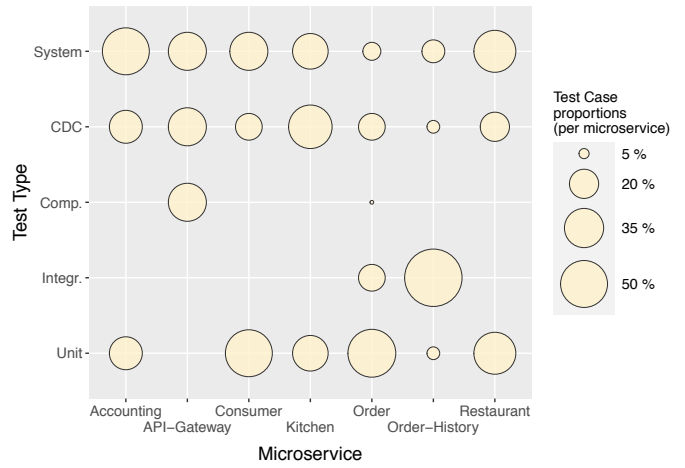 System
CDC
Comp.
Integr.
Unit
Test Type
Accounting
Consumer
Order
Restaurant
API−Gateway
Kitchen
Order−History
Microservice
Test Case
proportions
(per microservice)
5 %
20 %
35 %
50 %